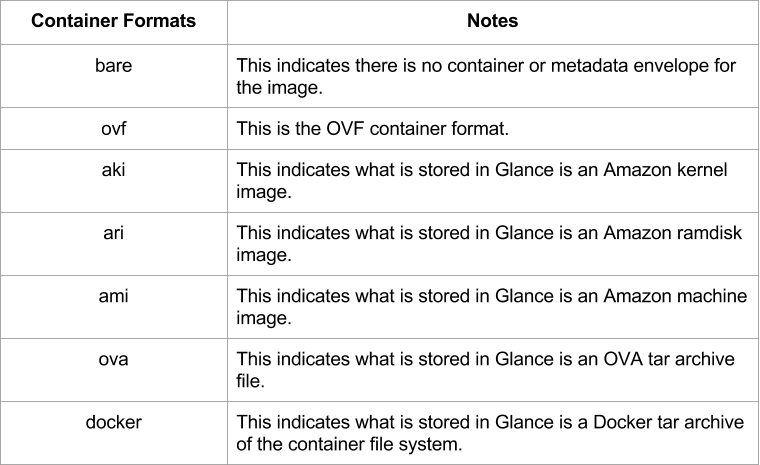 Container Formats
Notes
bare
This indicates there is no container or metadata envelope for
the image.
ovf
This is the OVF container format.
aki
This indicates what is stored in Glance is an Amazon kernel
image.
ari
This indicates what is stored in Glance is an Amazon ramdisk
image.
ami
This indicates what is stored in Glance is an Amazon machine
image.
ova
This indicates what is stored in Glance is an OVA tar archive
file.
docker
This indicates what is stored in Glance is a Docker tar archive
of the container file system.